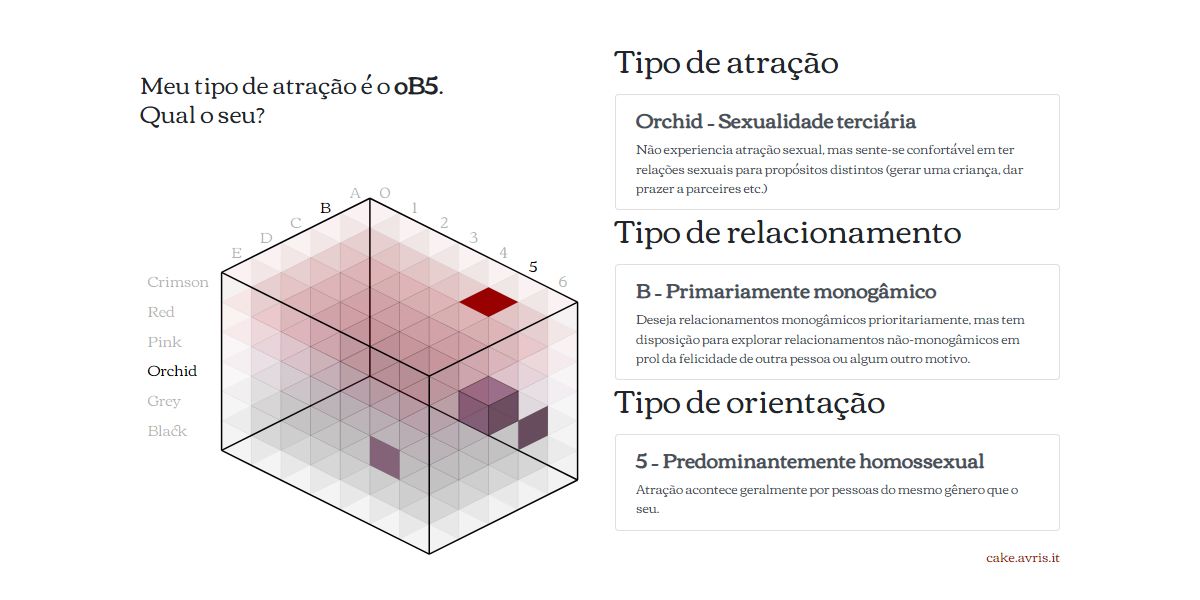 Meu tipo de atração é o oB5.
Qual o seu?
A
O
B
1
C
2
D
3
E
4
5
6
Crimson
Red
Pink
Orchid
Grey
Black
Tipo de atração
Orchid – Sexualidade terciária
Não experiencia atração sexual, mas sente-se confortável em ter
relações sexuais para propósitos distintos (gerar uma criança, dar
prazer a parceires etc.)
Tipo de relacionamento
B – Primariamente monogâmico
Deseja relacionamentos monogâmicos prioritariamente, mas tem
disposição para explorar relacionamentos não-monogâmicos em
prol da felicidade de outra pessoa ou algum outro motivo.
Tipo de orientação
5 – Predominantemente homossexual
Atração acontece geralmente por pessoas do mesmo gênero que o
seu.
cake.avris.it